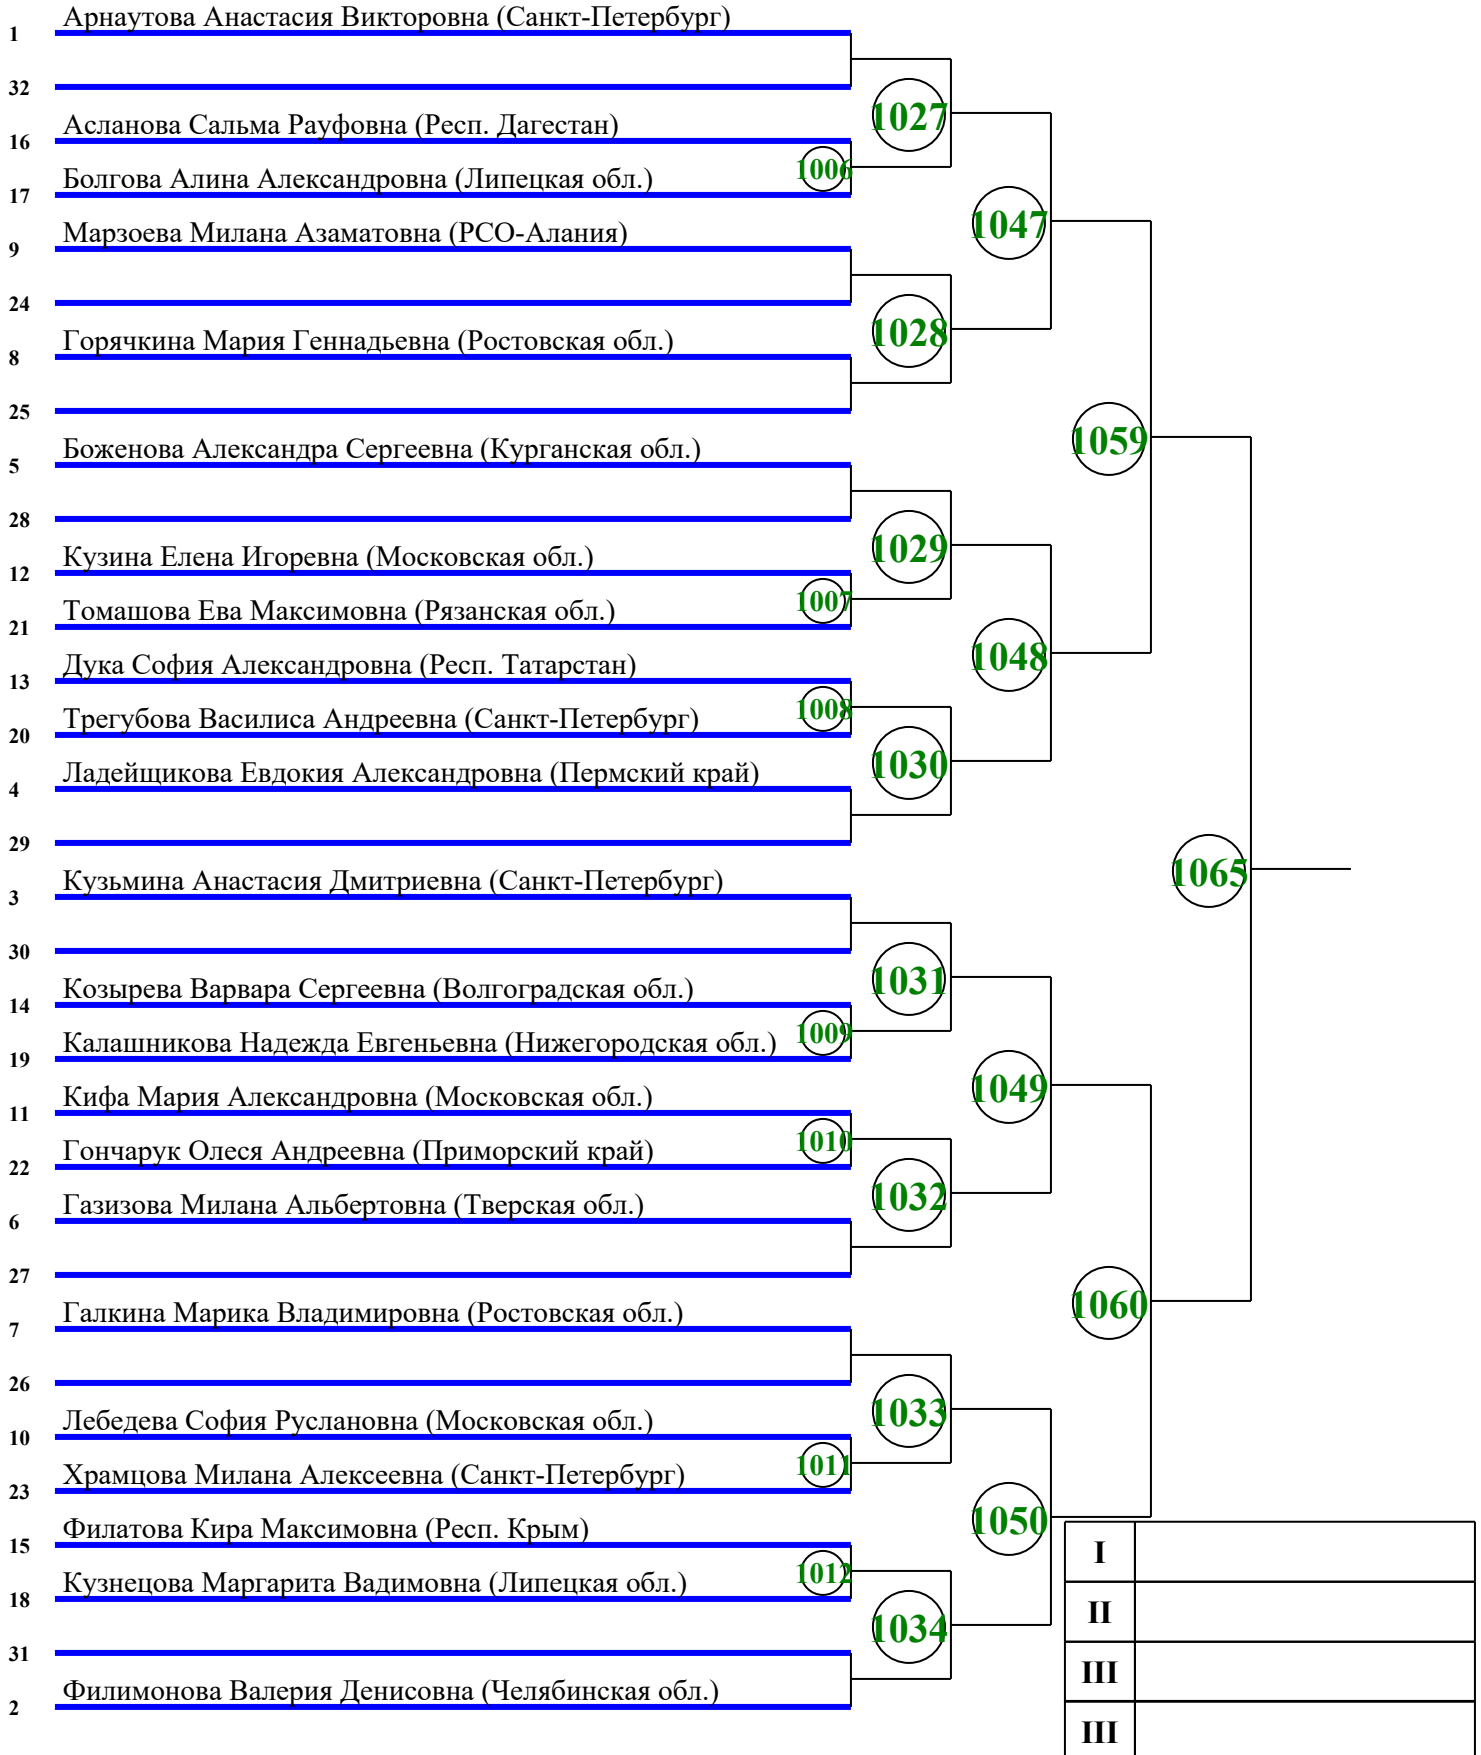 Арнаутова Анастасия Викторовна (Санкт-Петербург)
1
32
1027
Асланова Сальма Рауфовна (Респ. Дагестан)
16
1006
Болгова Алина Александровна (Липецкая обл.)
17
1047
Марзоева Милана Азаматовна (РСО-Алания)
9
24
1028
Горячкина Мария Геннадьевна (Ростовская обл.)
8
25
1059
Боженова Александра Сергеевна (Курганская обл.)
5
28
1029
Кузина Елена Игоревна (Московская обл.)
12
1007
Томашова Ева Максимовна (Рязанская обл.)
21
1048
Дука София Александровна (Респ. Татарстан)
13
1008
Трегубова Василиса Андреевна (Санкт-Петербург)
20
1030
Ладейщикова Евдокия Александровна (Пермский край)
4
29
1065
Кузьмина Анастасия Дмитриевна (Санкт-Петербург)
3
30
1031
Козырева Варвара Сергеевна (Волгоградская обл.)
14
1009
Калашникова Надежда Евгеньевна (Нижегородская обл.)
19
1049
Кифа Мария Александровна (Московская обл.)
11
1010
Гончарук Олеся Андреевна (Приморский край)
22
1032
Газизова Милана Альбертовна (Тверская обл.)
6
27
1060
Галкина Марика Владимировна (Ростовская обл.)
7
26
1033
Лебедева София Руслановна (Московская обл.)
10
1011
Храмцова Милана Алексеевна (Санкт-Петербург)
23
1050
Филатова Кира Максимовна (Респ. Крым)
15
I
1012
Кузнецова Маргарита Вадимовна (Липецкая обл.)
18
II
1034
31
III
Филимонова Валерия Денисовна (Челябинская обл.)
2
III